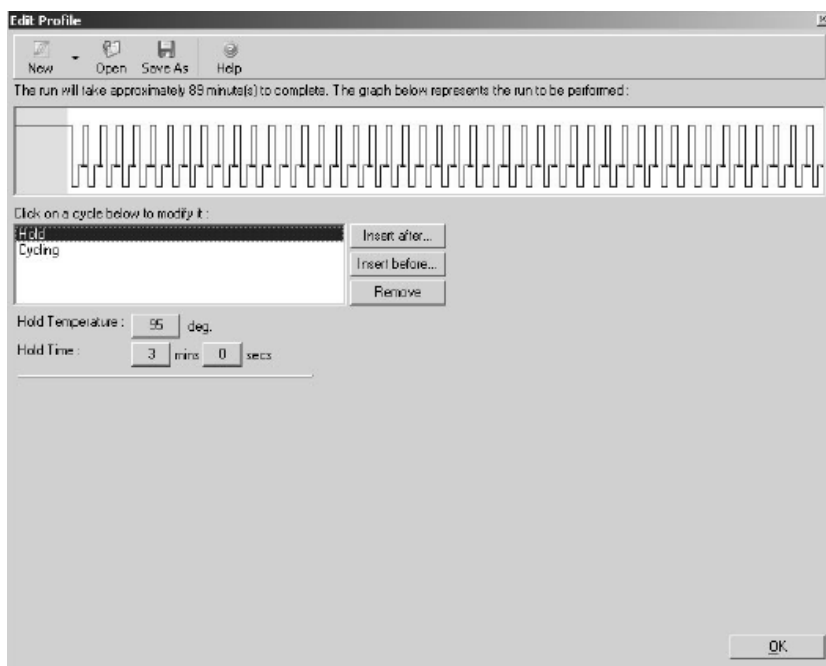 Edit Profile
New Open Save As Help
The run will take approximately 89 minute(s) to complete. The graph below represents the run to be performed :
Click on a cycle below to modify it :
Hold
Cycling
Insert after...
Insert before...
Remove
Hold Temperature : 95 deg.
Hold Time : 3 mins 0 secs
OK